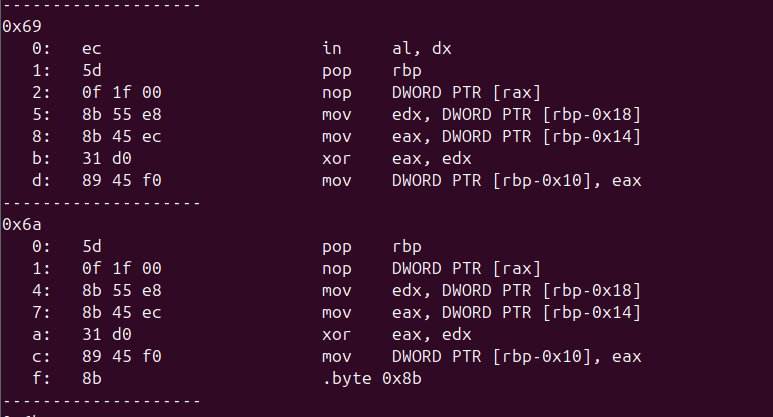 --------------------
0x69
0: ec in al, dx
1: 5d pop rbp
2: 0f 1f 00 nop DWORD PTR [rax]
5: 8b 55 e8 mov edx, DWORD PTR [rbp-0x18]
8: 8b 45 ec mov eax, DWORD PTR [rbp-0x14]
b: 31 d0 xor eax, edx
d: 89 45 f0 mov DWORD PTR [rbp-0x10], eax
--------------------
0x6a
0: 5d pop rbp
1: 0f 1f 00 nop DWORD PTR [rax]
4: 8b 55 e8 mov edx, DWORD PTR [rbp-0x18]
7: 8b 45 ec mov eax, DWORD PTR [rbp-0x14]
a: 31 d0 xor eax, edx
c: 89 45 f0 mov DWORD PTR [rbp-0x10], eax
f: 8b .byte 0x8b
--------------------